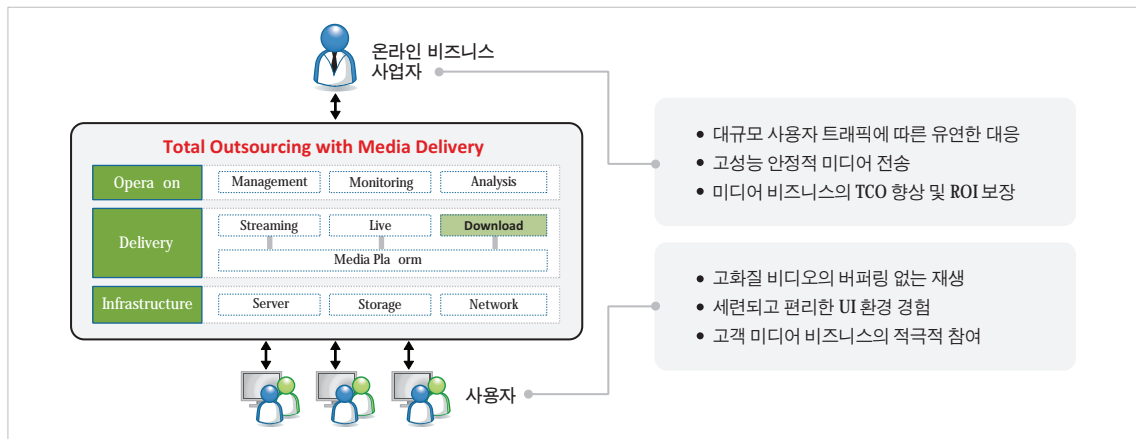 온라인 비즈니스
사업자
Total Outsourcing with Media Delivery
Opera on
Management
Monitoring
Analysis
Delivery
Streaming
Live
Download
Media Pla orm
Infrastructure
Server
Storage
Network
• 대규모 사용자 트래픽에 따른 유연한 대응
• 고성능 안정적 미디어 전송
• 미디어 비즈니스의 TCO 향상 및 ROI 보장
• 고화질 비디오의 버퍼링 없는 재생
• 세련되고 편리한 UI 환경 경험
• 고객 미디어 비즈니스의 적극적 참여
사용자